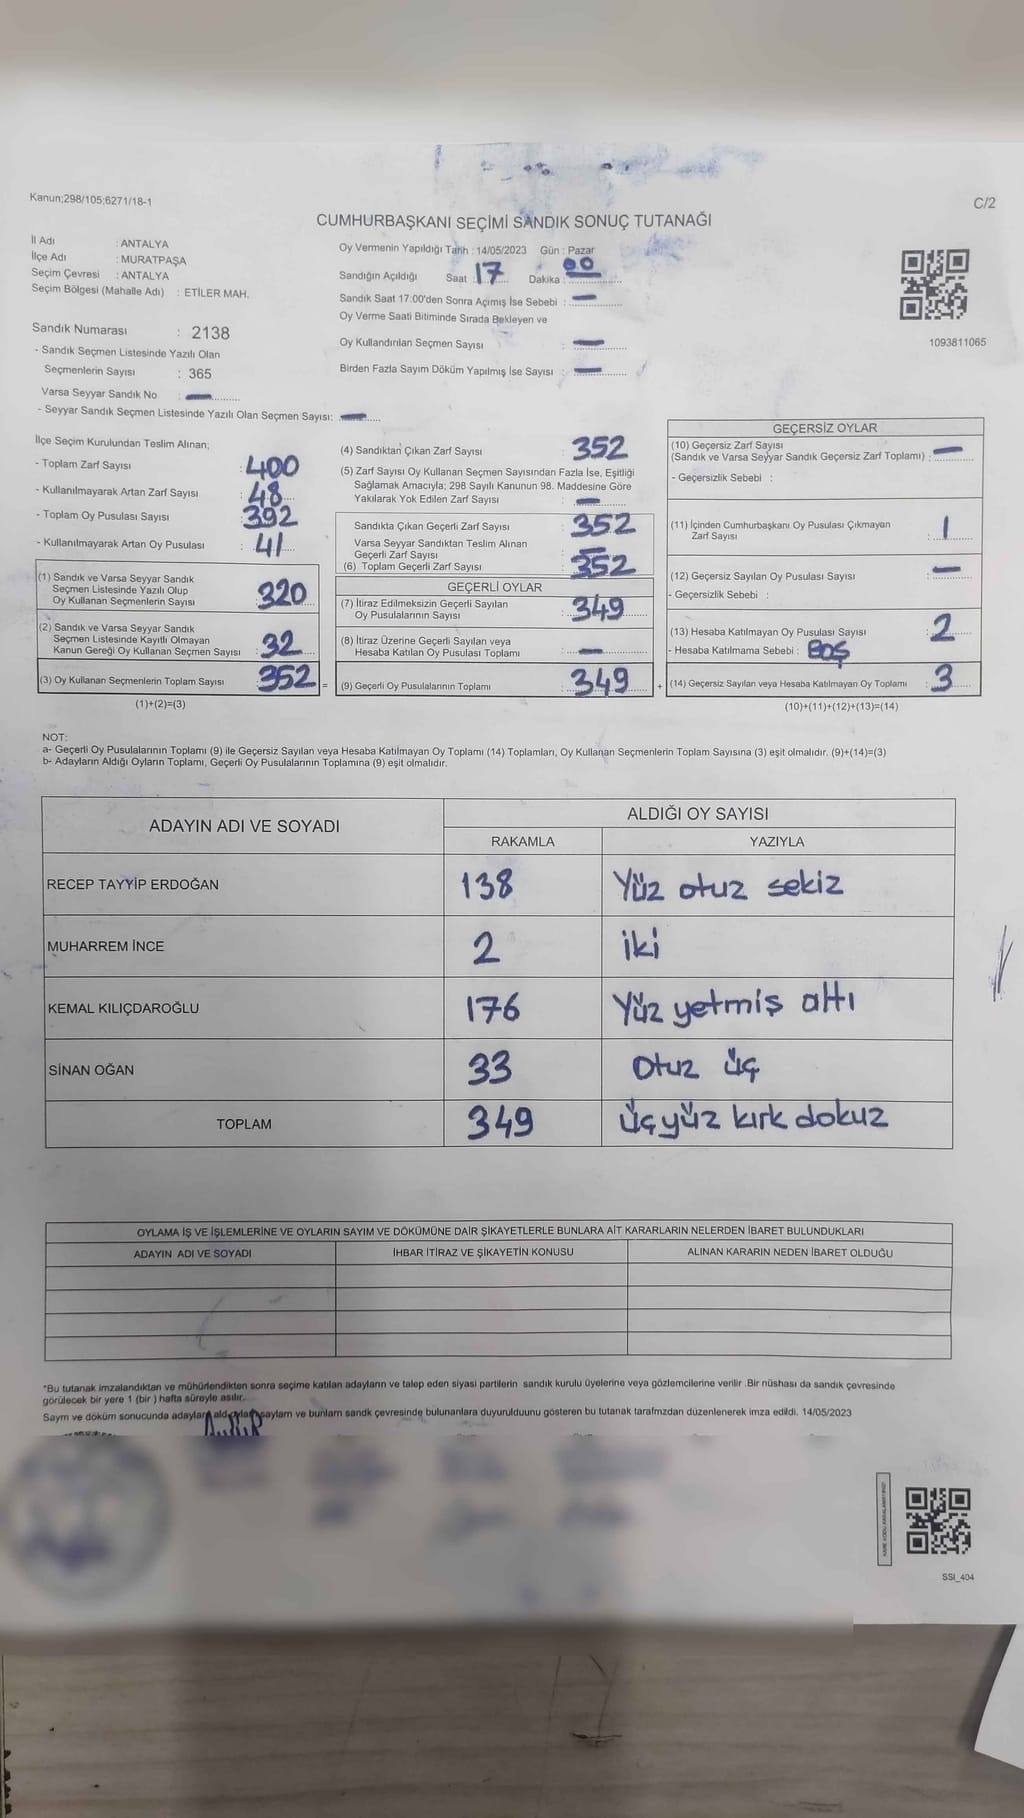 Kanun;298/105;6271/18-1
C/2
CUMHURBAŞKANI SEÇİMİ SANDIK SONUÇ TUTANAĞI
İl Adı : ANTALYA
İlçe Adı : MURATPAŞA
Seçim Çevresi : ANTALYA
Seçim Bölgesi (Mahalle Adı) : ETİLER MAH.
Oy Vermenin Yapıldığı Tarih : 14/05/2023 Gün : Pazar
Sandığın Açıldığı Saat : 17 Dakika : 00
Sandık Saat 17:00'den Sonra Açımış İse Sebebi : —
Oy Verme Saati Bitiminde Sırada Bekleyen ve
Oy Kullandırılan Seçmen Sayısı : —
Birden Fazla Sayım Döküm Yapılmış İse Sayısı : —
1093811065
Sandık Numarası : 2138
- Sandık Seçmen Listesinde Yazılı Olan
Seçmenlerin Sayısı : 365
Varsa Seyyar Sandık No : —
- Seyyar Sandık Seçmen Listesinde Yazılı Olan Seçmen Sayısı: —
İlçe Seçim Kurulundan Teslim Alınan;
- Toplam Zarf Sayısı : 400
- Kullanılmayarak Artan Zarf Sayısı : 48
- Toplam Oy Pusulası Sayısı : 392
- Kullanılmayarak Artan Oy Pusulası : 41
(1) Sandık ve Varsa Seyyar Sandık
Seçmen Listesinde Yazılı Olup
Oy Kullanan Seçmenlerin Sayısı : 320
(2) Sandık ve Varsa Seyyar Sandık
Seçmen Listesinde Kayıtlı Olmayan
Kanun Gereği Oy Kullanan Seçmen Sayısı : 32
(3) Oy Kullanan Seçmenlerin Toplam Sayısı : 352 =
(1)+(2)=(3)
(4) Sandıktan Çıkan Zarf Sayısı : 352
(5) Zarf Sayısı Oy Kullanan Seçmen Sayısından Fazla İse, Eşitliği
Sağlamak Amacıyla; 298 Sayılı Kanunun 98. Maddesine Göre
Yakılarak Yok Edilen Zarf Sayısı : —
Sandıkta Çıkan Geçerli Zarf Sayısı : 352
Varsa Seyyar Sandıktan Teslim Alınan
Geçerli Zarf Sayısı : —
(6) Toplam Geçerli Zarf Sayısı : 352
GEÇERLİ OYLAR
(7) İtiraz Edilmeksizin Geçerli Sayılan
Oy Pusulalarının Sayısı : 349
(8) İtiraz Üzerine Geçerli Sayılan veya
Hesaba Katılan Oy Pusulası Toplamı : —
(9) Geçerli Oy Pusulalarının Toplamı : 349 +
GEÇERSİZ OYLAR
(10) Geçersiz Zarf Sayısı
(Sandık ve Varsa Seyyar Sandık Geçersiz Zarf Toplamı) : —
- Geçersizlik Sebebi :
(11) İçinden Cumhurbaşkanı Oy Pusulası Çıkmayan
Zarf Sayısı : 1
(12) Geçersiz Sayılan Oy Pusulası Sayısı : —
- Geçersizlik Sebebi :
(13) Hesaba Katılmayan Oy Pusulası Sayısı : 2
- Hesaba Katılmama Sebebi : BOŞ
(14) Geçersiz Sayılan veya Hesaba Katılmayan Oy Toplamı : 3
(10)+(11)+(12)+(13)=(14)
NOT:
a- Geçerli Oy Pusulalarının Toplamı (9) ile Geçersiz Sayılan veya Hesaba Katılmayan Oy Toplamı (14) Toplamları, Oy Kullanan Seçmenlerin Toplam Sayısına (3) eşit olmalıdır. (9)+(14)=(3)
b- Adayların Aldığı Oyların Toplamı, Geçerli Oy Pusulalarının Toplamına (9) eşit olmalıdır.
ADAYIN ADI VE SOYADI
ALDIĞI OY SAYISI
RAKAMLA YAZIYLA
RECEP TAYYİP ERDOĞAN 138 Yüz otuz sekiz
MUHARREM İNCE 2 iki
KEMAL KILIÇDAROĞLU 176 Yüz yetmiş altı
SİNAN OĞAN 33 Otuz üç
TOPLAM 349 üçyüz kırk dokuz
OYLAMA İŞ VE İŞLEMLERİNE VE OYLARIN SAYIM VE DÖKÜMÜNE DAİR ŞİKAYETLERLE BUNLARA AİT KARARLARIN NELERDEN İBARET BULUNDUKLARI
ADAYIN ADI VE SOYADI İHBAR İTİRAZ VE ŞİKAYETİN KONUSU ALINAN KARARIN NEDEN İBARET OLDUĞU
*Bu tutanak imzalandıktan ve mühürlendikten sonra seçime katılan adayların ve talep eden siyasi partilerin sandık kurulu üyelerine veya gözlemcilerine verilir .Bir nüshası da sandık çevresinde
görülecek bir yere 1 (bir ) hafta süreyle asılır.
Sayım ve döküm sonucunda adayların saylam ve bunlam sandk çevresinde bulunanlara duyurulduunu gösteren bu tutanak tarafmzdan düzenlenerek imza edildi. 14/05/2023
SSI_404